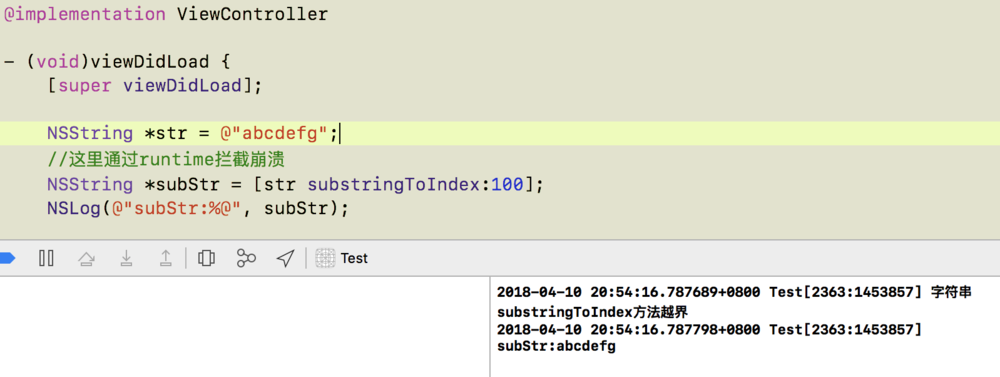 @implementation ViewController
- (void)viewDidLoad {
[super viewDidLoad];
NSString *str = @"abcdefg";
//这里通过runtime拦截崩溃
NSString *subStr = [str substringToIndex:100];
NSLog(@"subStr:%@", subStr);
Test
2018-04-10 20:54:16.787689+0800 Test[2363:1453857] 字符串
substringToIndex方法越界
2018-04-10 20:54:16.787798+0800 Test[2363:1453857]
subStr:abcdefg